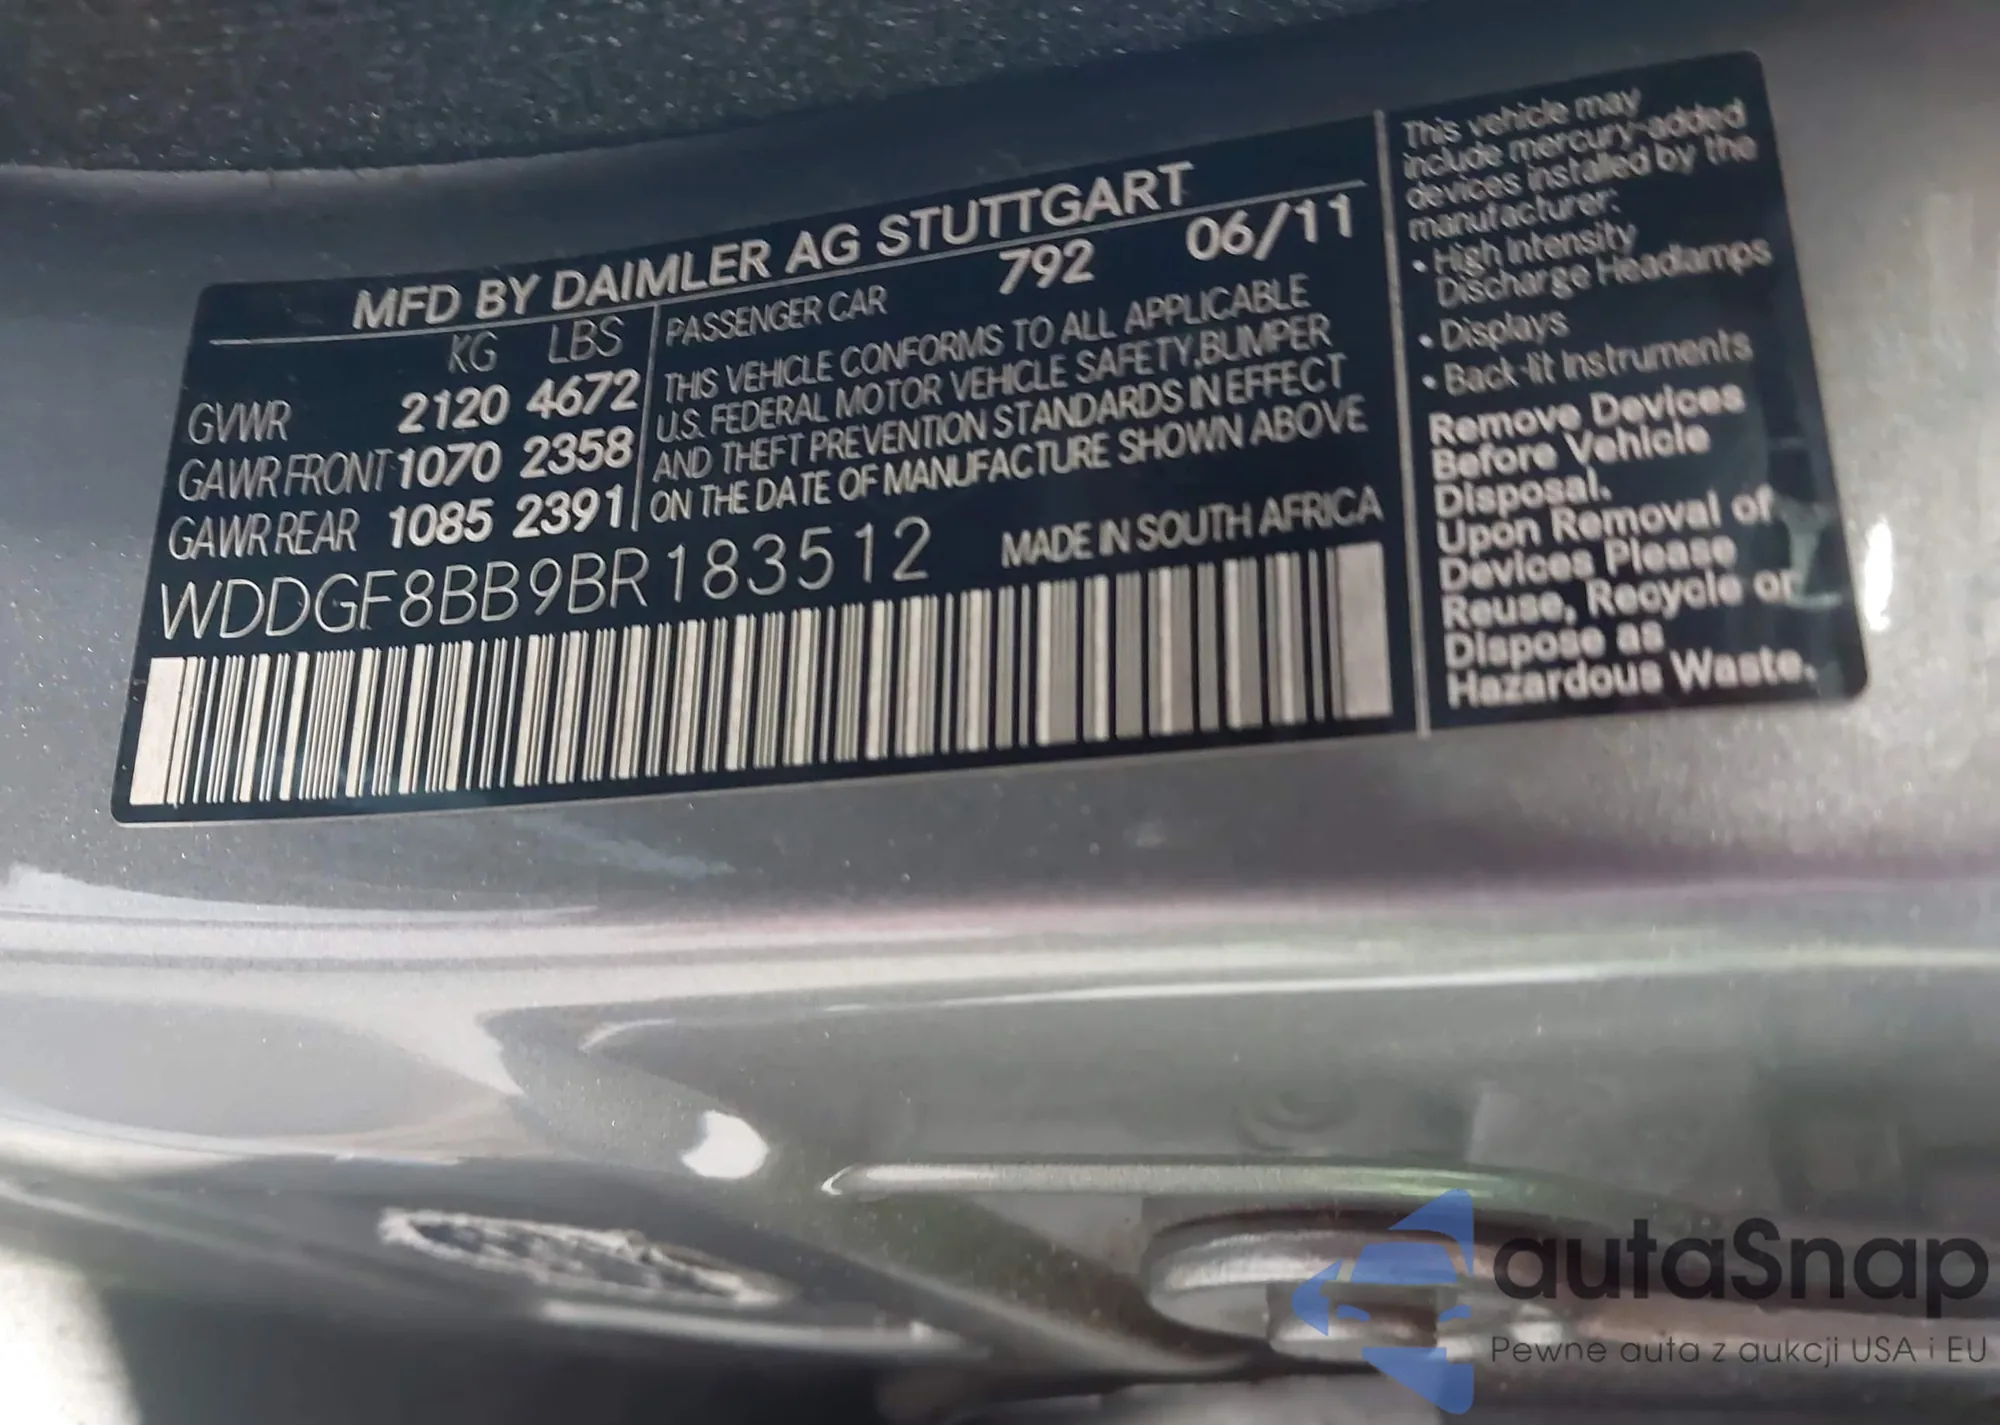 MFD BY DAIMLER AG STUTTGART
KG LBS
GVWR 2120 4672
GAWR FRONT 1070 2358
GAWR REAR 1085 2391
PASSENGER CAR 792 06/11
THIS VEHICLE CONFORMS TO ALL APPLICABLE
U.S. FEDERAL MOTOR VEHICLE SAFETY,BUMPER
AND THEFT PREVENTION STANDARDS IN EFFECT
ON THE DATE OF MANUFACTURE SHOWN ABOVE
WDDGF8BB9BR183512 MADE IN SOUTH AFRICA
This vehicle may
include mercury-added
devices installed by the
manufacturer:
• High Intensity
Discharge Headlamps
• Displays
• Back-lit Instruments
Remove Devices
Before Vehicle
Disposal.
Upon Removal of
Devices Please
Reuse, Recycle or
Dispose as
Hazardous Waste.
autaSnap
Pewne auta z aukcji USA i EU